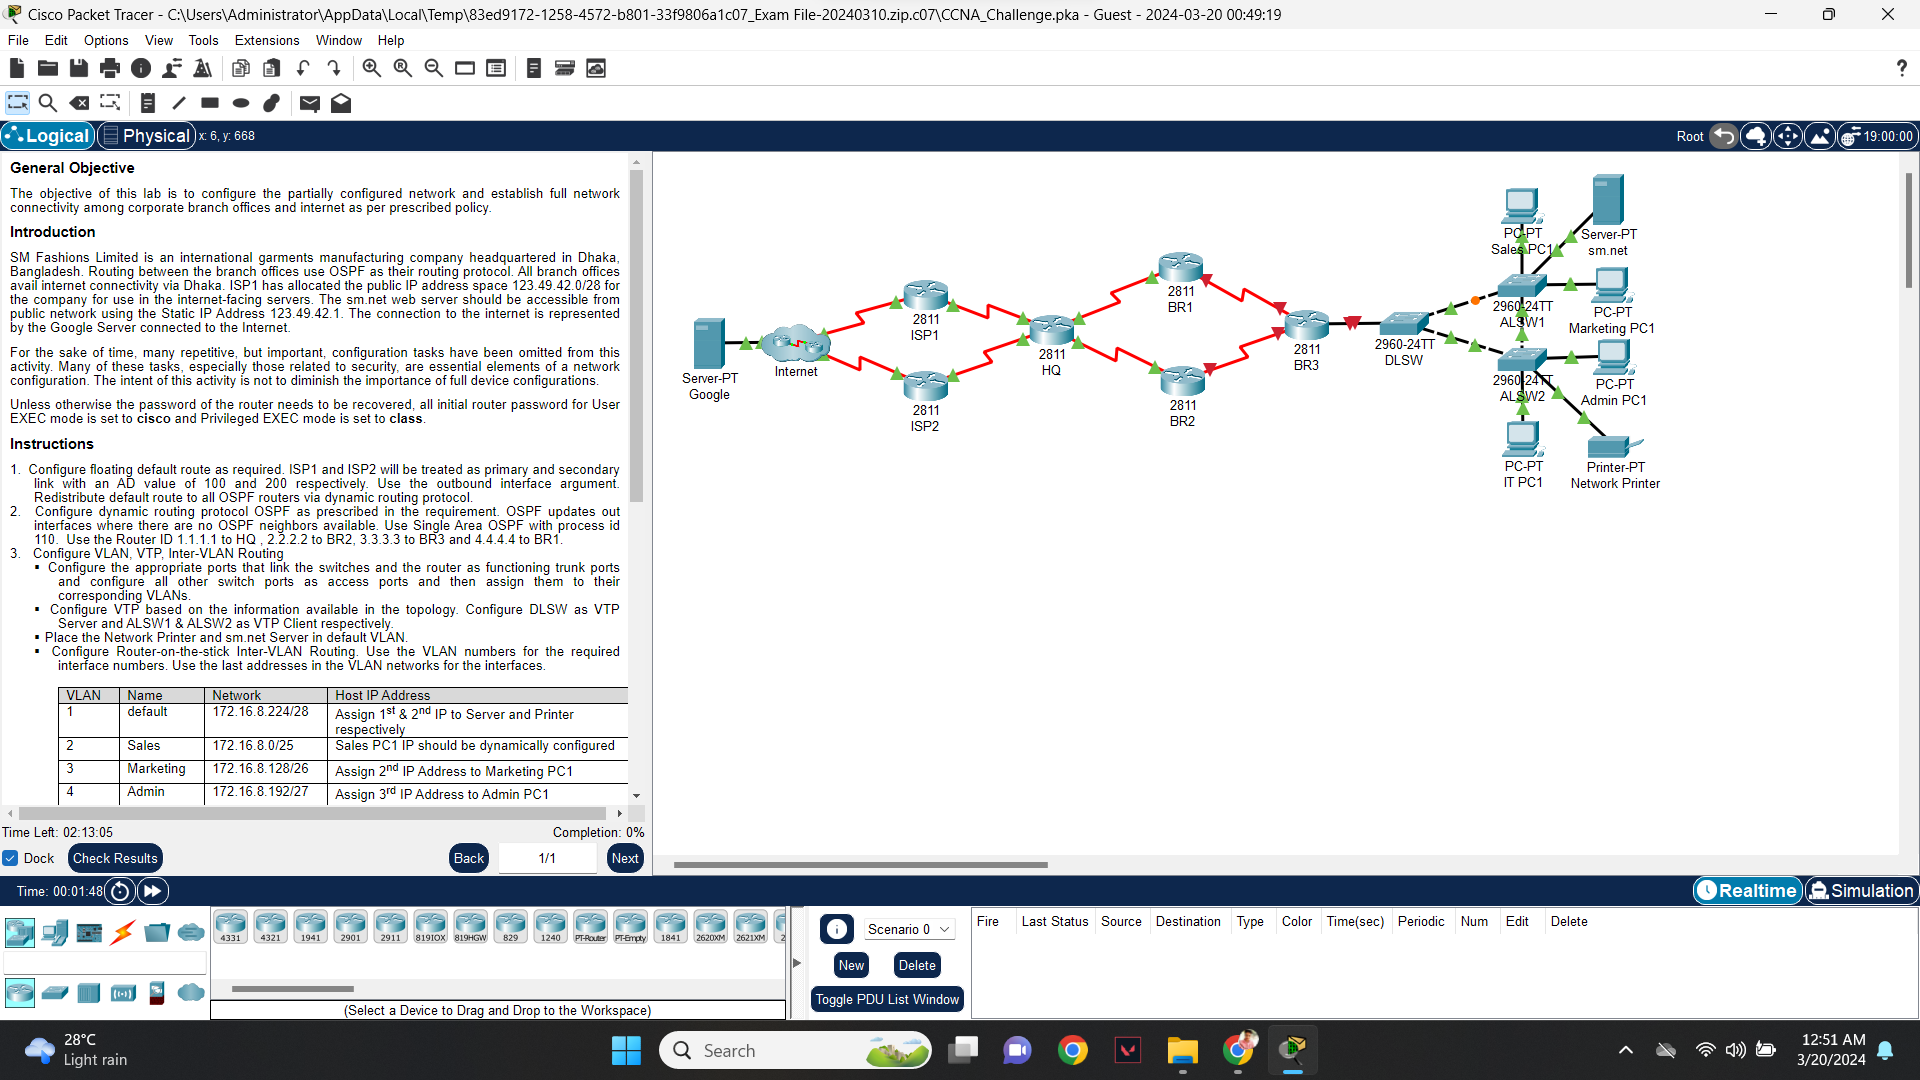 Cisco Packet Tracer - C:\Users\Administrator\AppData\Local\Temp\83ed9172-1258-4572-b801-33f9806a1c07_Exam File-20240310.zip.c07\CCNA_Challenge.pka - Guest - 2024-03-20 00:49:19
File Edit Options View Tools Extensions Window Help
?
Logical Physical x: 6, y: 668
Root 19:00:00
General Objective
The objective of this lab is to configure the partially configured network and establish full network
connectivity among corporate branch offices and internet as per prescribed policy.
Introduction
SM Fashions Limited is an international garments manufacturing company headquartered in Dhaka,
Bangladesh. Routing between the branch offices use OSPF as their routing protocol. All branch offices
avail internet connectivity via Dhaka. ISP1 has allocated the public IP address space 123.49.42.0/28 for
the company for use in the internet-facing servers. The sm.net web server should be accessible from
public network using the Static IP Address 123.49.42.1. The connection to the internet is represented
by the Google Server connected to the Internet.
For the sake of time, many repetitive, but important, configuration tasks have been omitted from this
activity. Many of these tasks, especially those related to security, are essential elements of a network
configuration. The intent of this activity is not to diminish the importance of full device configurations.
Unless otherwise the password of the router needs to be recovered, all initial router password for User
EXEC mode is set to cisco and Privileged EXEC mode is set to class.
Instructions
1. Configure floating default route as required. ISP1 and ISP2 will be treated as primary and secondary
link with an AD value of 100 and 200 respectively. Use the outbound interface argument.
Redistribute default route to all OSPF routers via dynamic routing protocol.
2. Configure dynamic routing protocol OSPF as prescribed in the requirement. OSPF updates out
interfaces where there are no OSPF neighbors available. Use Single Area OSPF with process id
110. Use the Router ID 1.1.1.1 to HQ , 2.2.2.2 to BR2, 3.3.3.3 to BR3 and 4.4.4.4 to BR1.
3. Configure VLAN, VTP, Inter-VLAN Routing
▪ Configure the appropriate ports that link the switches and the router as functioning trunk ports
and configure all other switch ports as access ports and then assign them to their
corresponding VLANs.
▪ Configure VTP based on the information available in the topology. Configure DLSW as VTP
Server and ALSW1 & ALSW2 as VTP Client respectively.
▪ Place the Network Printer and sm.net Server in default VLAN.
▪ Configure Router-on-the-stick Inter-VLAN Routing. Use the VLAN numbers for the required
interface numbers. Use the last addresses in the VLAN networks for the interfaces.
VLAN Name Network Host IP Address
1 default 172.16.8.224/28 Assign 1st & 2nd IP to Server and Printer
respectively
2 Sales 172.16.8.0/25 Sales PC1 IP should be dynamically configured
3 Marketing 172.16.8.128/26 Assign 2nd IP Address to Marketing PC1
4 Admin 172.16.8.192/27 Assign 3rd IP Address to Admin PC1
Time Left: 02:13:05 Completion: 0%
Dock Check Results Back 1/1 Next
Server-PT
Google
Internet
2811
ISP1
2811
ISP2
2811
HQ
2811
BR1
2811
BR2
2811
BR3
2960-24TT
DLSW
PC-PT
Sales PC1
Server-PT
sm.net
2960-24TT
ALSW1
PC-PT
Marketing PC1
2960-24TT
ALSW2
PC-PT
Admin PC1
PC-PT
IT PC1
Printer-PT
Network Printer
Time: 00:01:48
Realtime Simulation
4331 4321 1941 2901 2911 819IOX 819HGW 829 1240 PT-Router PT-Empty 1841 2620XM 2621XM 2
(Select a Device to Drag and Drop to the Workspace)
Scenario 0
New Delete
Toggle PDU List Window
Fire Last Status Source Destination Type Color Time(sec) Periodic Num Edit Delete
28°C
Light rain
Search
12:51 AM
3/20/2024